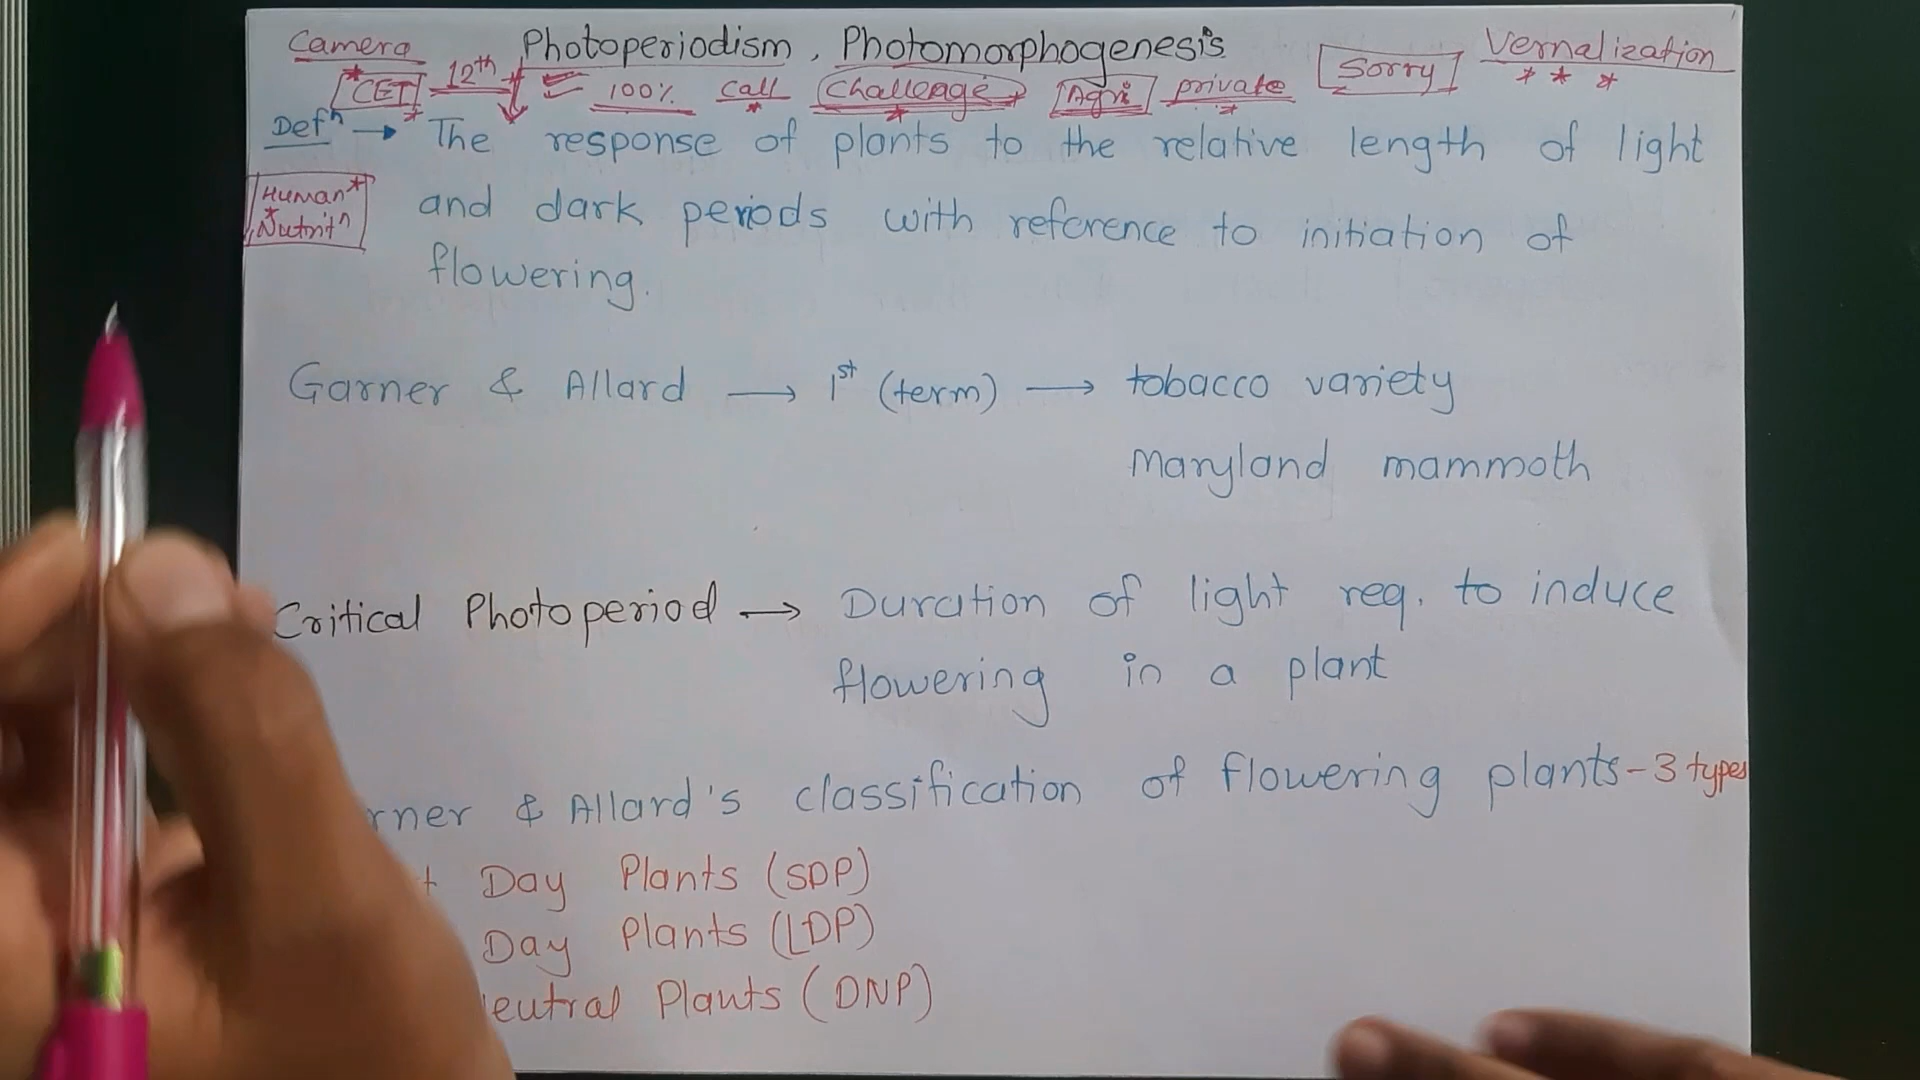 Camera Photoperiodism, Photomorphogenesis Vernalization
CET 12th 100% call challenge Agri private Sorry
Defn → The response of plants to the relative length of light
Human Nutritn
and dark periods with reference to initiation of
flowering.
Garner & Allard → 1st (term) → tobacco variety
Maryland mammoth
Critical Photoperiod → Duration of light req. to induce
flowering in a plant
rner & Allard's classification of flowering plants - 3 types
t Day Plants (SDP)
Day Plants (LDP)
eutral Plants (DNP)